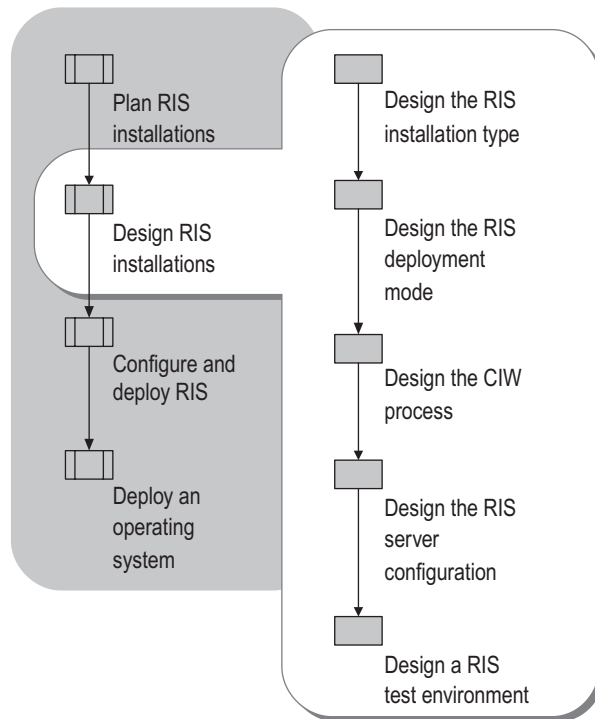 Plan RIS
installations
Design RIS
installations
Configure and
deploy RIS
Deploy an
operating
system
Design the RIS
installation type
Design the RIS
deployment
mode
Design the CIW
process
Design the RIS
server
configuration
Design a RIS
test environment